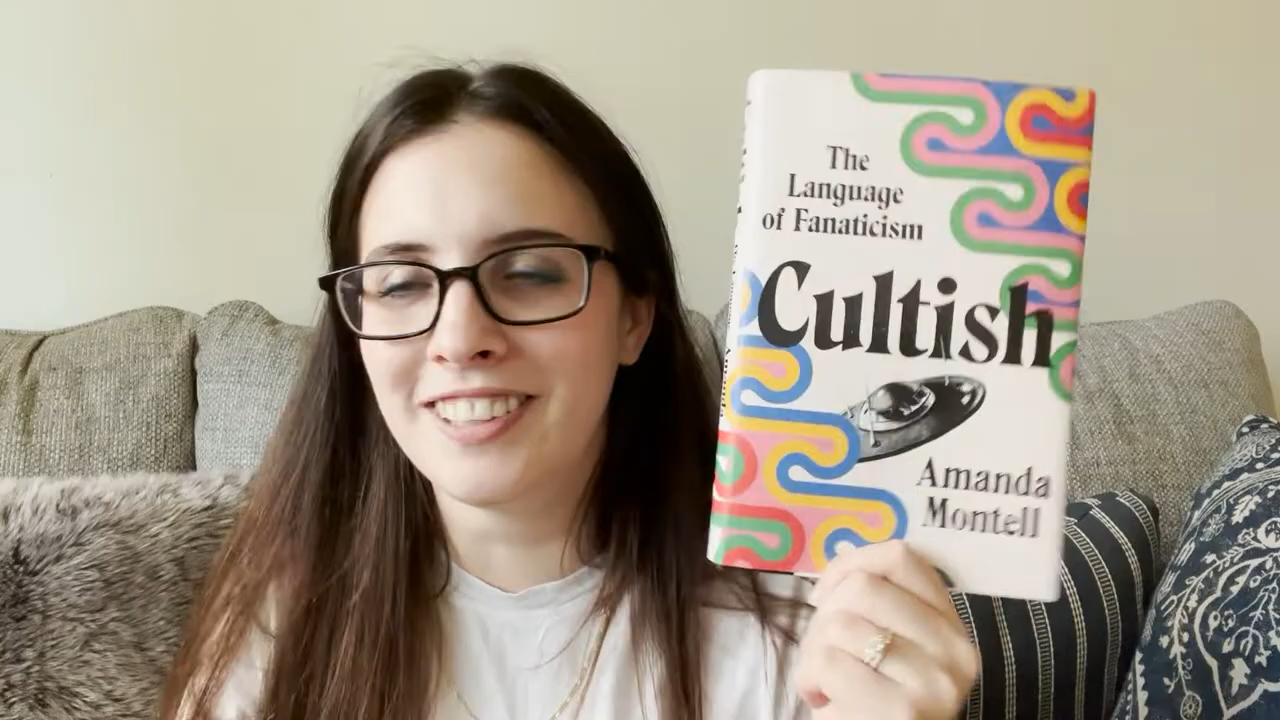 The
Language
of Fanaticism
Cultish
Amanda
Montell